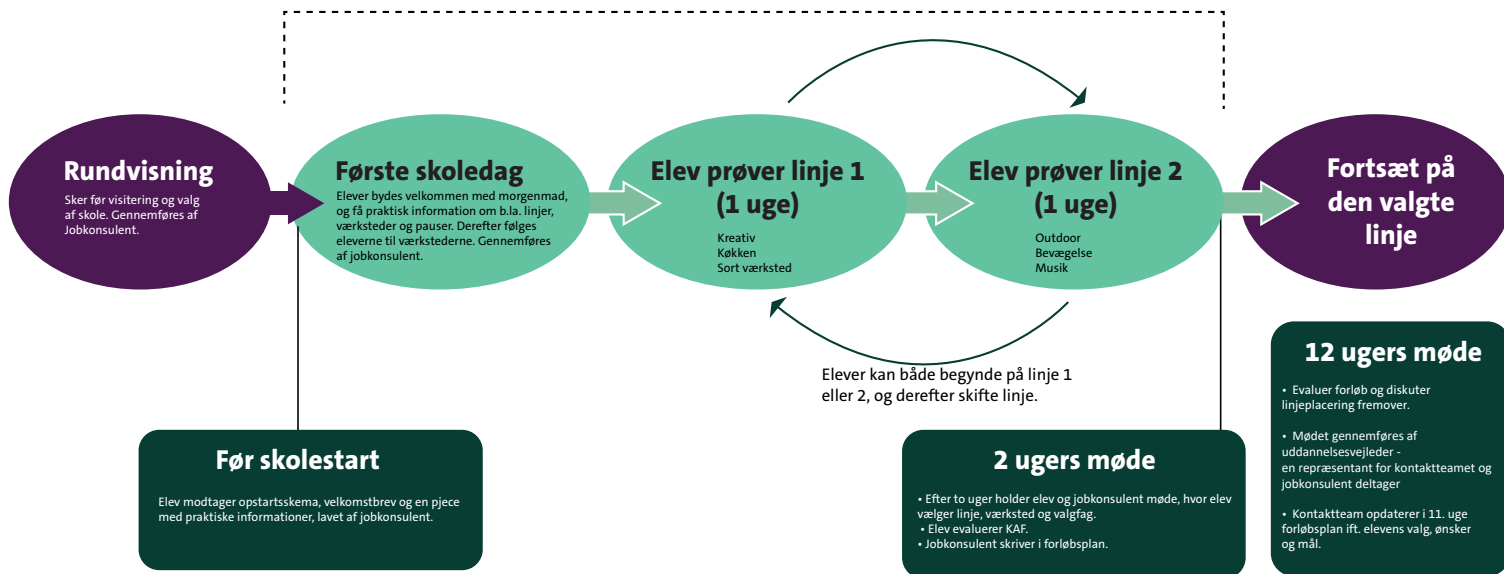 Rundvisning
Sker før visitering og valg
af skole. Gennemføres af
Jobkonsulent.
Første skoledag
Elever bydes velkommen med morgenmad,
og få praktisk information om b.la. linjer,
værksteder og pauser. Derefter følges
eleverne til værkstederne. Gennemføres
af jobkonsulent.
Elev prøver linje 1
(1 uge)
Kreativ
Køkken
Sort værksted
Elev prøver linje 2
(1 uge)
Outdoor
Bevægelse
Musik
Fortsæt på
den valgte
linje
Elever kan både begynde på linje 1
eller 2, og derefter skifte linje.
Før skolestart
Elev modtager opstartsskema, velkomstbrev og en pjece
med praktiske informationer, lavet af jobkonsulent.
2 ugers møde
• Efter to uger holder elev og jobkonsulent møde, hvor elev
vælger linje, værksted og valgfag.
• Elev evaluerer KAF.
• Jobkonsulent skriver i forløbsplan.
12 ugers møde
• Evaluer forløb og diskuter
linjeplacering fremover.
• Mødet gennemføres af
uddannelsesvejleder -
en repræsentant for kontaktteamet og
jobkonsulent deltager
• Kontaktteam opdaterer i 11. uge
forløbsplan ift. elevens valg, ønsker
og mål.